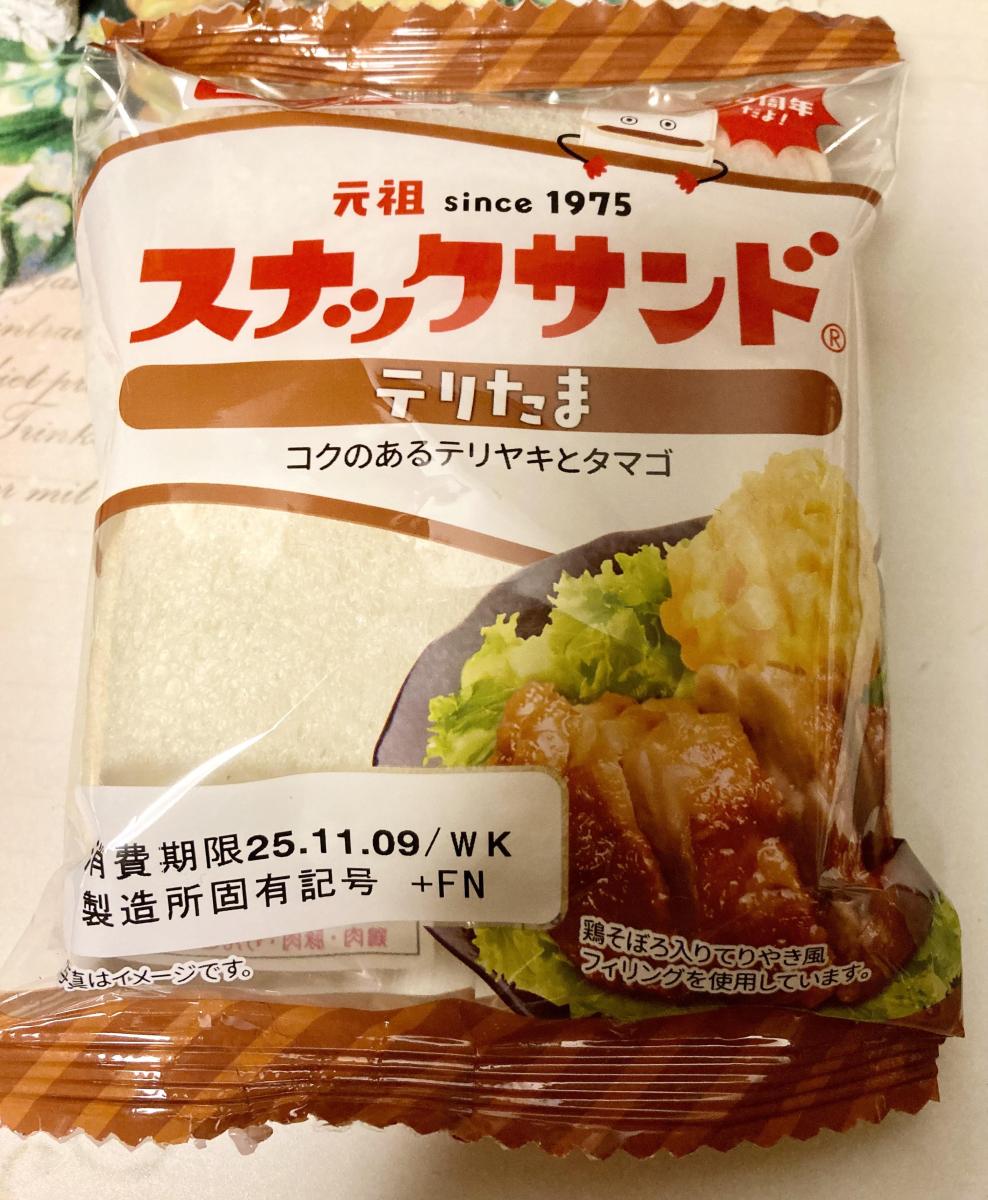 周年
だよ!
元祖 since 1975
スナックサンド®
テリたま
コクのあるテリヤキとタマゴ
消費期限25.11.09/WK
製造所固有記号 +FN
鶏そぼろ入りてりやき風
フィリングを使用しています。
真はイメージです。